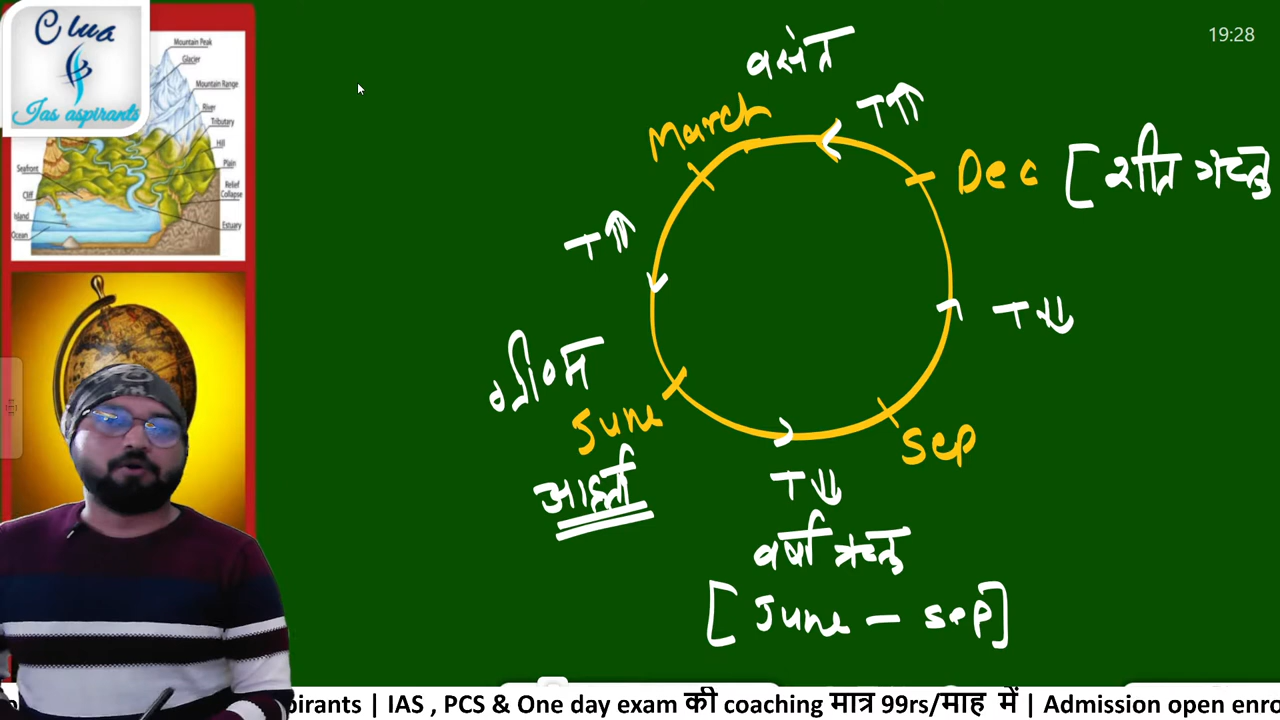 Clua
Ias aspirants
Mountain Peak
Glacier
Mountain Range
River
Tributary
Hill
Seafront
Plain
Cliff
Relief
Collapse
Island
Estuary
Ocean
19:28
वसंत
T⇑
March
Dec [शीत ऋतु
T⇑
T⇓
ग्रीष्म
June
Sep
T⇓
वर्षा ऋतु
[June - Sep]
pirants | IAS , PCS & One day exam की coaching मात्र 99rs/माह में | Admission open enro